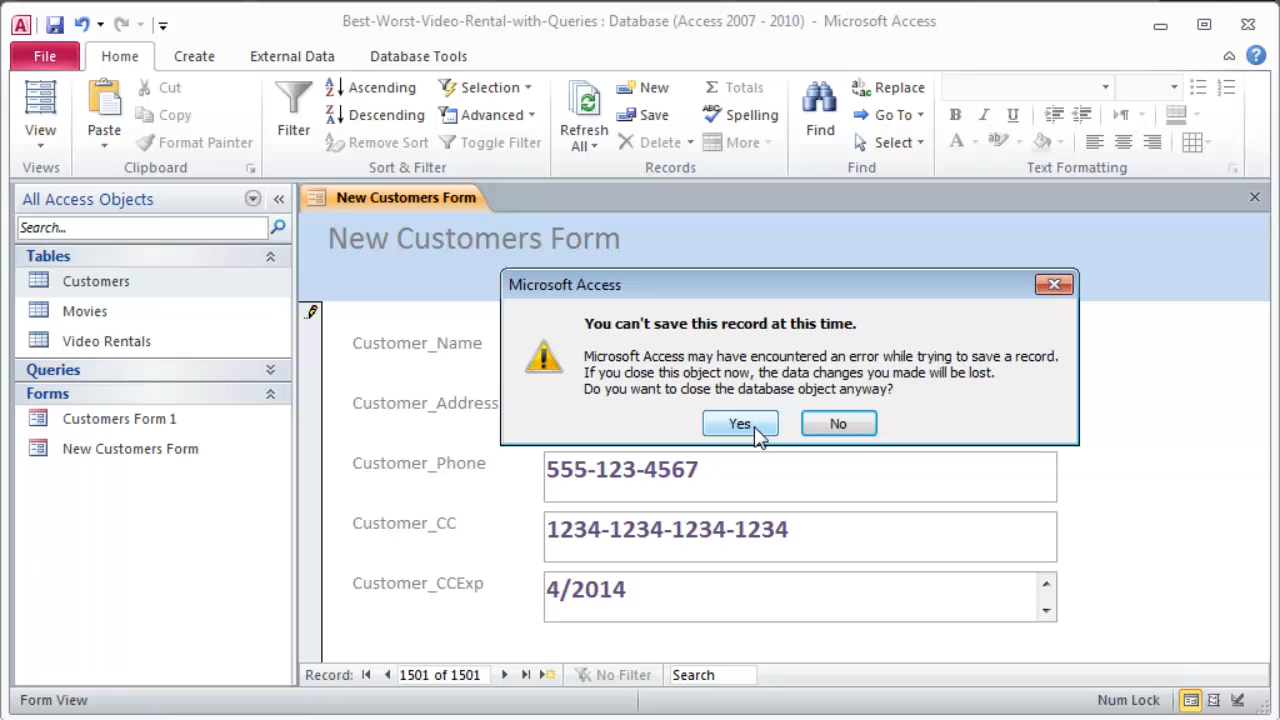 Best-Worst-Video-Rental-with-Queries : Database (Access 2007 - 2010) - Microsoft Access
File Home Create External Data Database Tools
View
Views
Paste
Cut
Copy
Format Painter
Clipboard
Filter
Ascending
Descending
Remove Sort
Selection
Advanced
Toggle Filter
Sort & Filter
Refresh
All
New
Save
Delete
Totals
Spelling
More
Records
Find
Replace
Go To
Select
Find
B I U
A
Text Formatting
All Access Objects
Search...
Tables
Customers
Movies
Video Rentals
Queries
Forms
Customers Form 1
New Customers Form
New Customers Form
New Customers Form
Microsoft Access
You can't save this record at this time.
Microsoft Access may have encountered an error while trying to save a record.
If you close this object now, the data changes you made will be lost.
Do you want to close the database object anyway?
Yes No
Customer_Name
Customer_Address
Customer_Phone 555-123-4567
Customer_CC 1234-1234-1234-1234
Customer_CCExp 4/2014
Record: 1501 of 1501 No Filter Search
Form View Num Lock